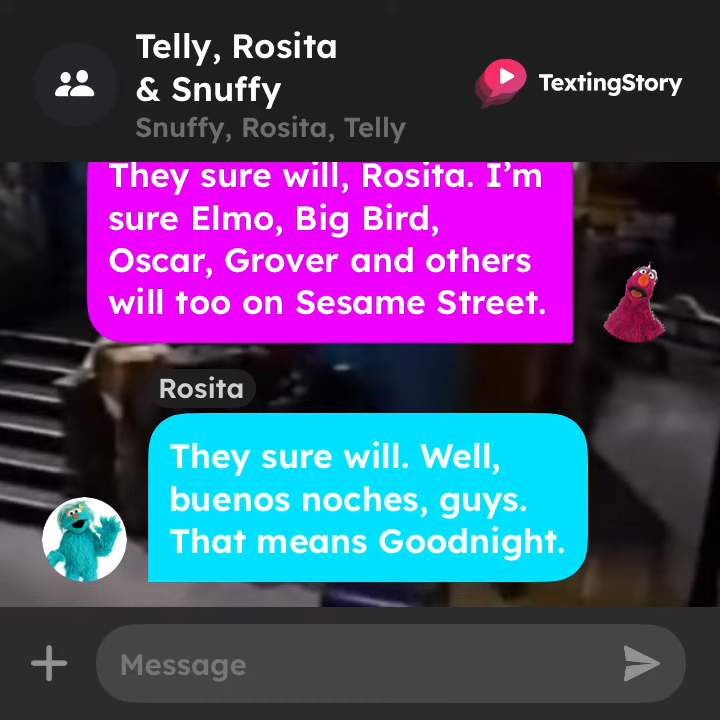 Telly, Rosita
& Snuffy
Snuffy, Rosita, Telly
TextingStory
They sure will, Rosita. I’m
sure Elmo, Big Bird,
Oscar, Grover and others
will too on Sesame Street.
Rosita
They sure will. Well,
buenos noches, guys.
That means Goodnight.
Message